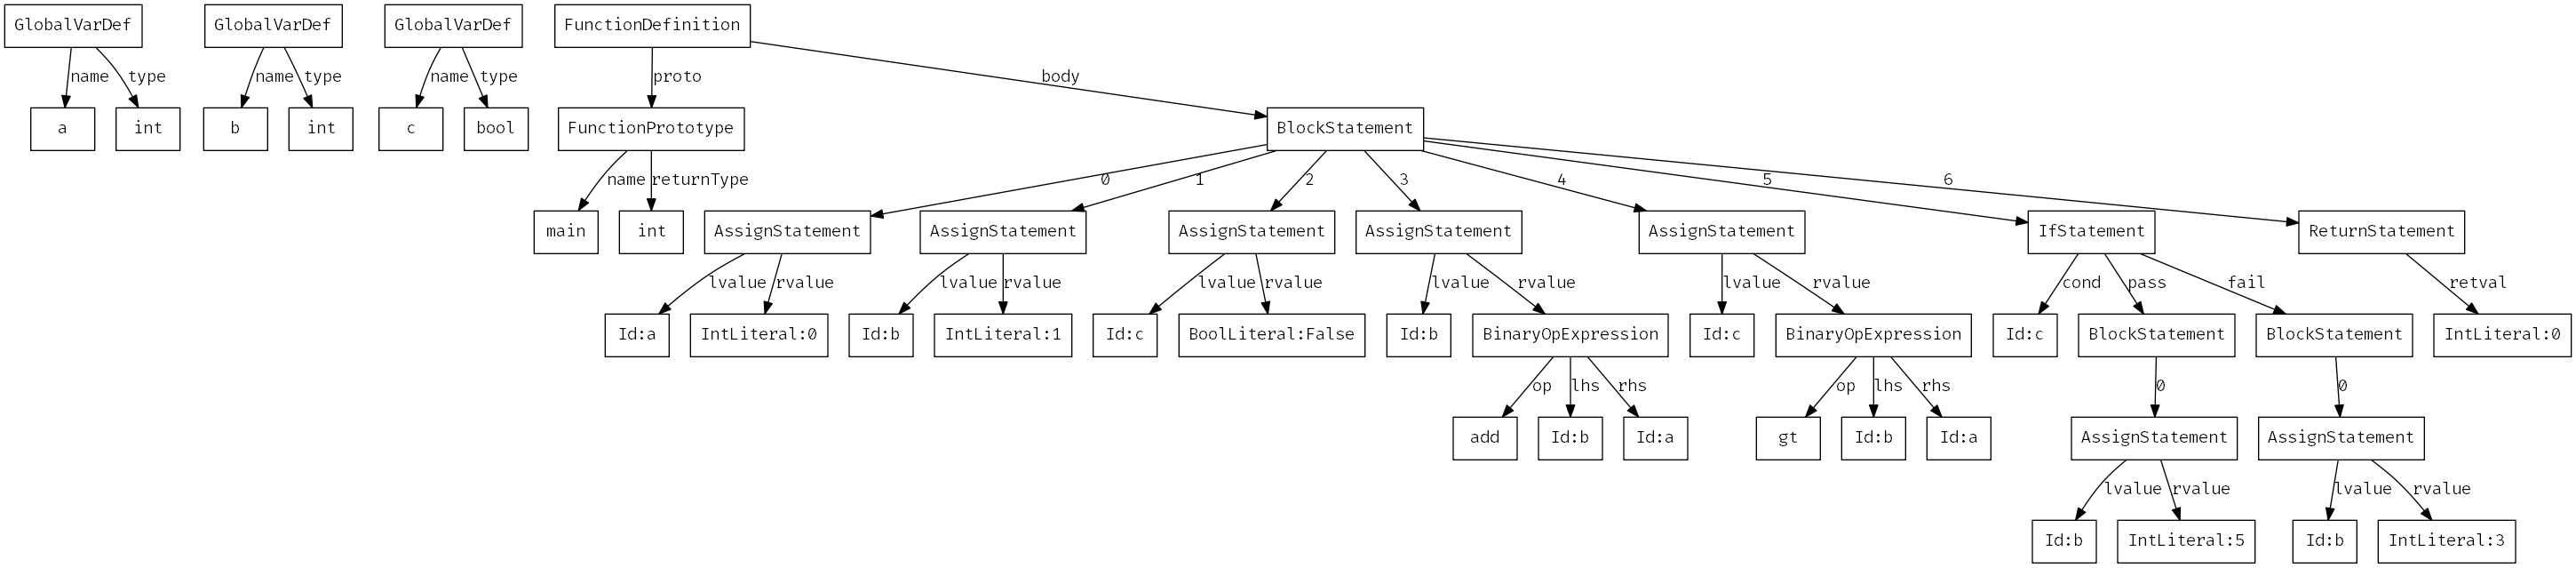 GlobalVarDef GlobalVarDef GlobalVarDef FunctionDefinition
name type name type name type proto body
a int b int c bool FunctionPrototype BlockStatement
name returnType 0 1 2 3 4 5 6
main int AssignStatement AssignStatement AssignStatement AssignStatement AssignStatement IfStatement ReturnStatement
lvalue rvalue lvalue rvalue lvalue rvalue lvalue rvalue lvalue rvalue cond pass fail retval
Id:a IntLiteral:0 Id:b IntLiteral:1 Id:c BoolLiteral:False Id:b BinaryOpExpression Id:c BinaryOpExpression Id:c BlockStatement BlockStatement IntLiteral:0
op lhs rhs op lhs rhs 0 0
add Id:b Id:a gt Id:b Id:a AssignStatement AssignStatement
lvalue rvalue lvalue rvalue
Id:b IntLiteral:5 Id:b IntLiteral:3